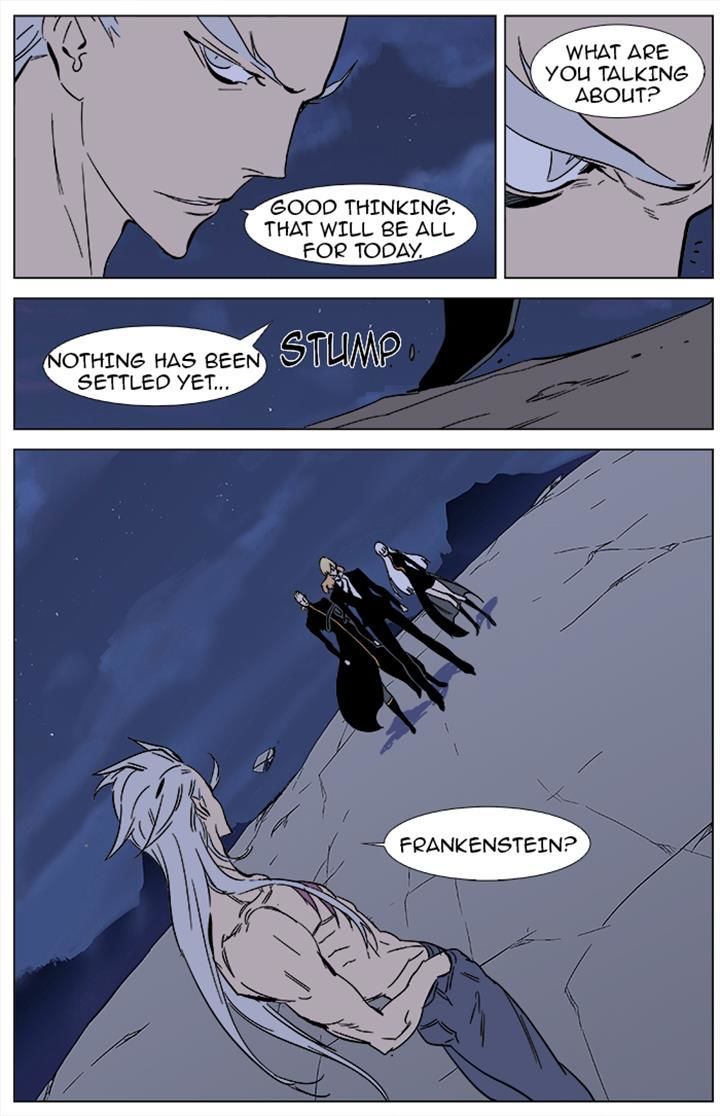 GOOD THINKING.
THAT WILL BE ALL
FOR TODAY.
WHAT ARE
YOU TALKING
ABOUT?
NOTHING HAS BEEN
SETTLED YET...
STUMP
FRANKENSTEIN?